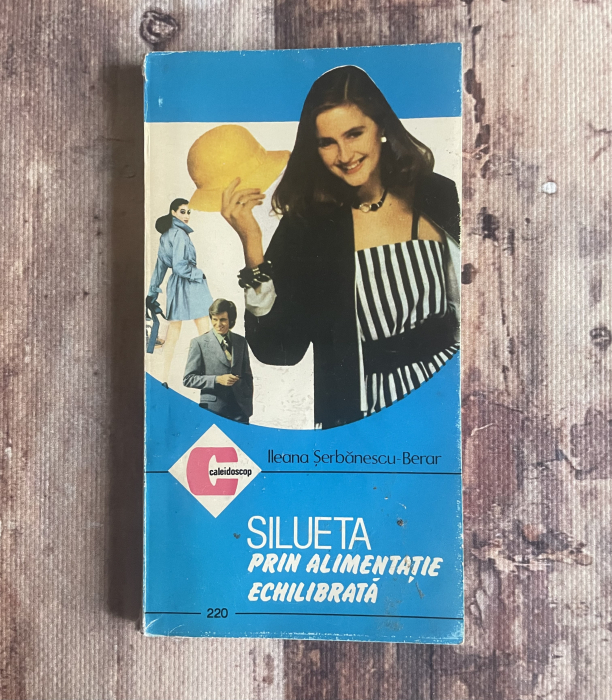 Ileana Șerbănescu-Berar
caleidoscop
SILUETA
PRIN ALIMENTAȚIE
ECHILIBRATĂ
220